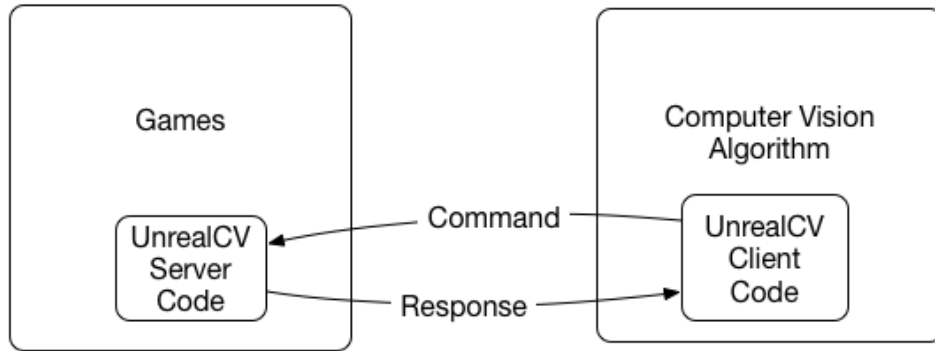 Games
Computer Vision
Algorithm
Command
UnrealCV
Server
Code
UnrealCV
Client
Code
Response